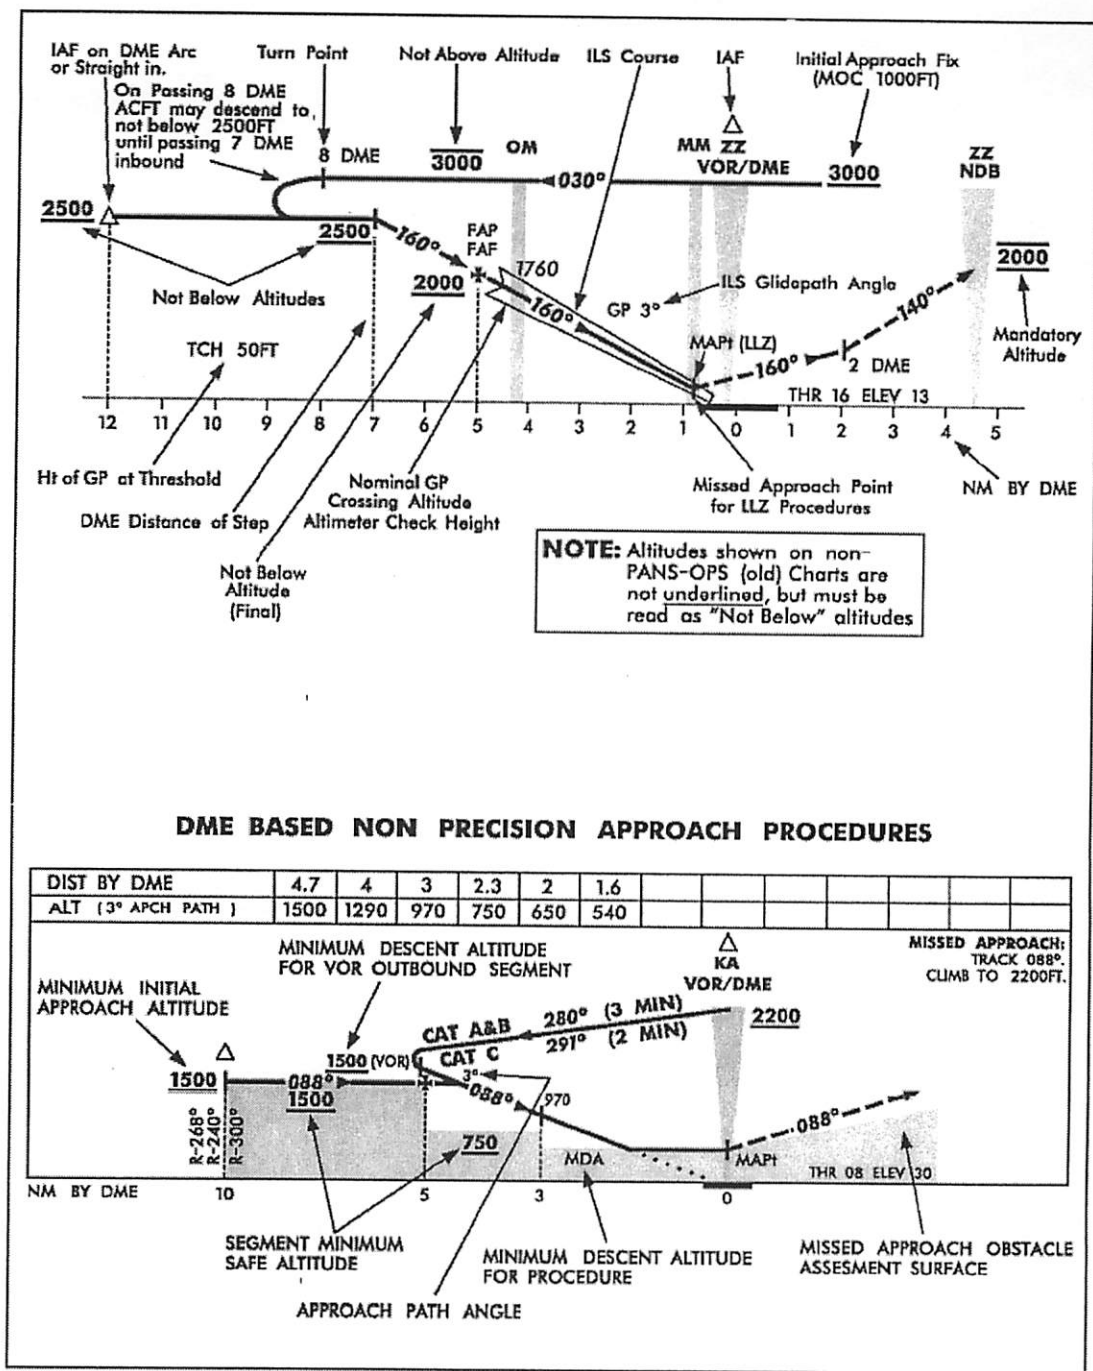 IAF on DME Arc
or Straight in.
Turn Point
Not Above Altitude
ILS Course
IAF
Initial Approach Fix
(MOC 1000FT)
On Passing 8 DME
ACFT may descend to
not below 2500FT
until passing 7 DME
inbound
8 DME
3000
OM
MM ZZ
VOR/DME
ZZ
NDB
030°
3000
2500
2500
160°
FAP
FAF
1760
2000
2000
Not Below Altitudes
GP 3°
ILS Glidepath Angle
140°
160°
Mandatory
Altitude
TCH 50FT
MAPt (LLZ)
160°
2 DME
THR 16 ELEV 13
12 11 10 9 8 7 6 5 4 3 2 1 0 1 2 3 4 5
Ht of GP at Threshold
Nominal GP
Crossing Altitude
Altimeter Check Height
Missed Approach Point
for LLZ Procedures
NM BY DME
DME Distance of Step
Not Below
Altitude
(Final)
NOTE: Altitudes shown on non-
PANS-OPS (old) Charts are
not underlined, but must be
read as "Not Below" altitudes
DME BASED NON PRECISION APPROACH PROCEDURES
DIST BY DME 4.7 4 3 2.3 2 1.6
ALT (3° APCH PATH) 1500 1290 970 750 650 540
MINIMUM DESCENT ALTITUDE
FOR VOR OUTBOUND SEGMENT
KA
VOR/DME
MISSED APPROACH:
TRACK 088°.
CLIMB TO 2200FT.
MINIMUM INITIAL
APPROACH ALTITUDE
CAT A&B 280° (3 MIN)
CAT C 291° (2 MIN)
2200
1500 (VOR)
1500
088°
1500
3°
088°
970
R-268°
R-240°
R-300°
750
MDA
MAPt
088°
THR 08 ELEV 30
NM BY DME 10 5 3 0
SEGMENT MINIMUM
SAFE ALTITUDE
MINIMUM DESCENT ALTITUDE
FOR PROCEDURE
MISSED APPROACH OBSTACLE
ASSESMENT SURFACE
APPROACH PATH ANGLE